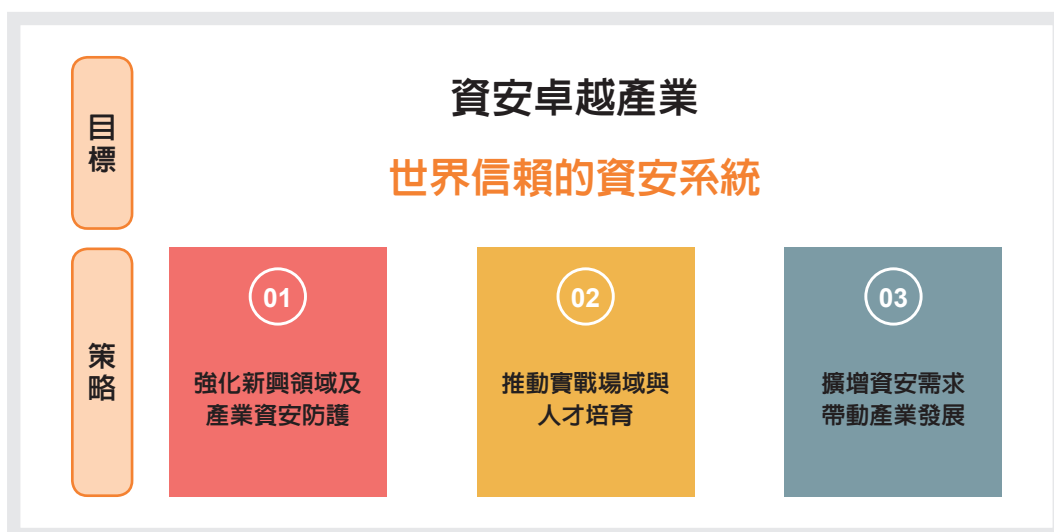 目標
資安卓越產業
世界信賴的資安系統
策略
01
強化新興領域及
產業資安防護
02
推動實戰場域與
人才培育
03
擴增資安需求
帶動產業發展